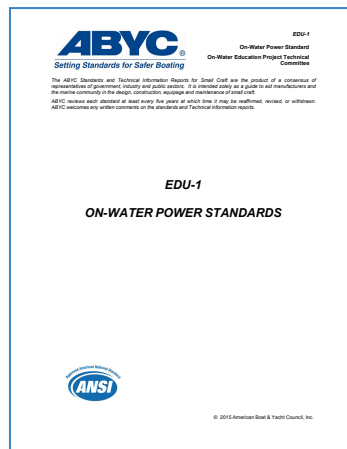 ABYC®
Setting Standards for Safer Boating
EDU-1
On-Water Power Standard
On-Water Education Project Technical
Committee
The ABYC Standards and Technical Information Reports for Small Craft are the product of a consensus of
representatives of government, industry and public sectors. It is intended solely as a guide to aid manufacturers and
the marine community in the design, construction, equipage and maintenance of small craft.
ABYC reviews each standard at least every five years at which time it may be reaffirmed, revised, or withdrawn.
ABYC welcomes any written comments on the standards and Technical information reports.
EDU-1
ON-WATER POWER STANDARDS
Approved American National Standard
ANSI
© 2015 American Boat & Yacht Council, Inc.